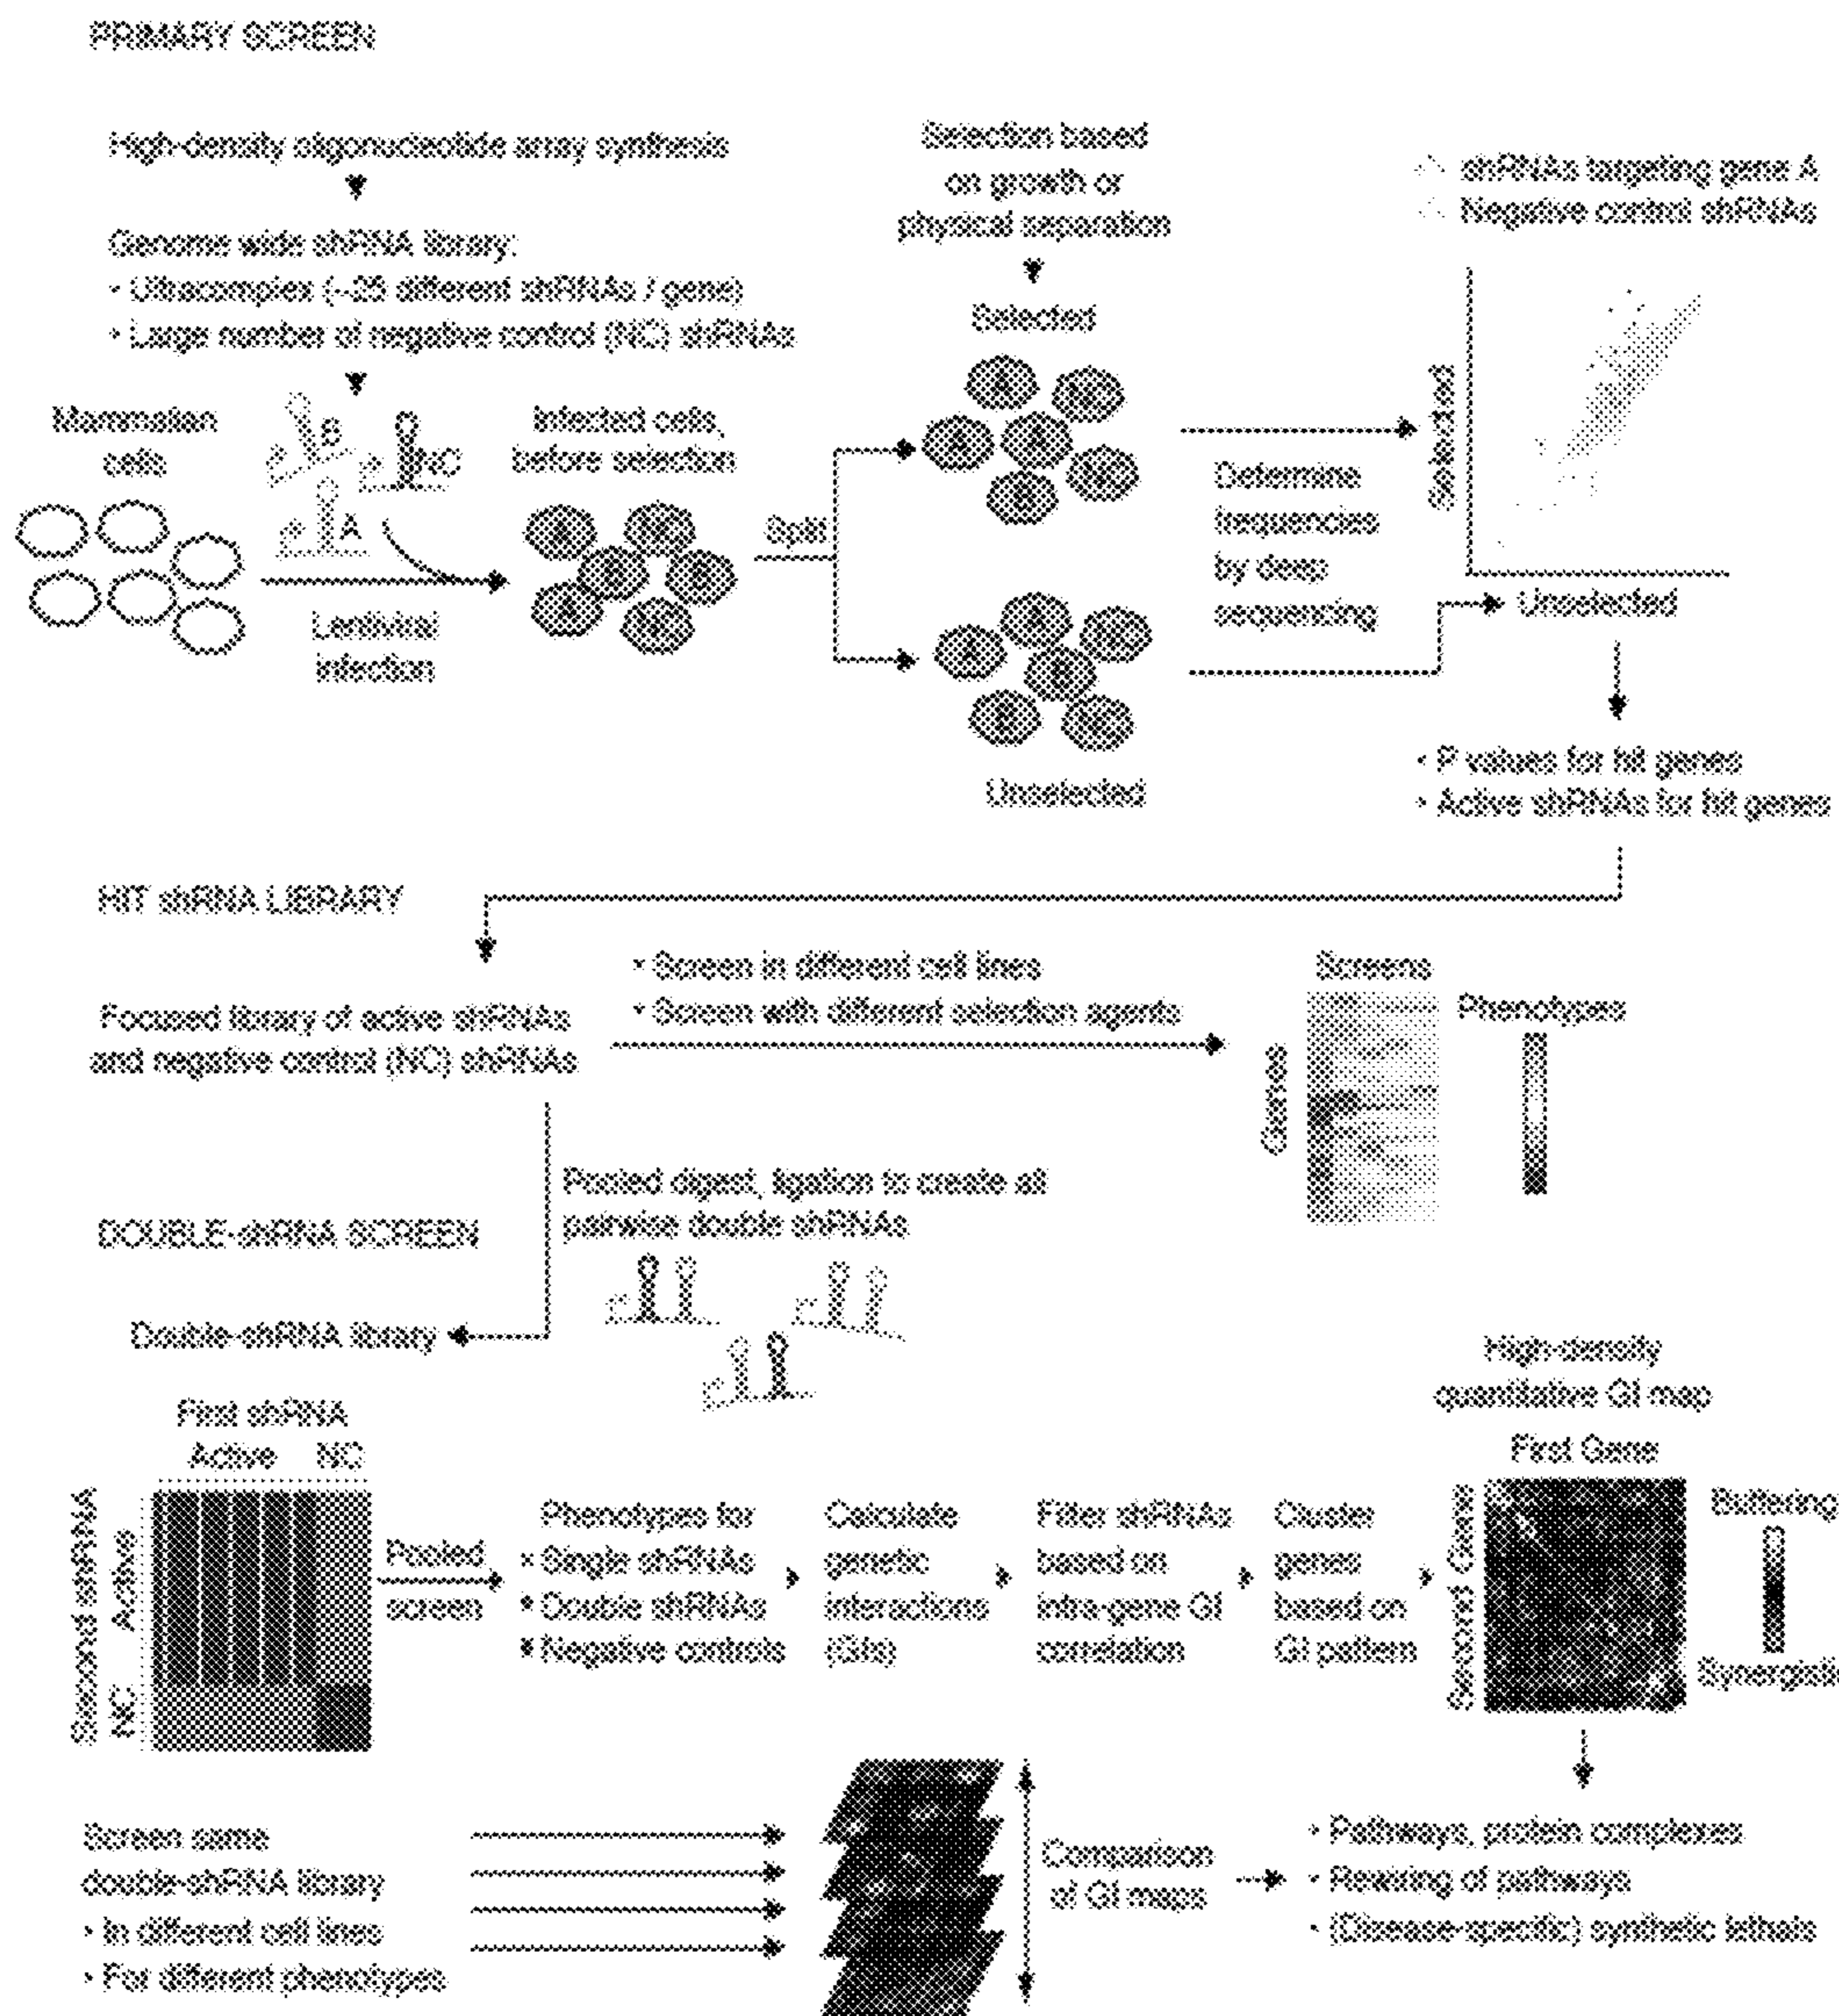 PRIMARY SCREEN
High-density oligonucleotide array synthesis
Genome wide shRNA library:
• Ultracomplex (~25 different shRNAs / gene)
• Large number of negative control (NC) shRNAs
Mammalian
cells
B
NC
A
Lentiviral
infection
Infected cells,
before selection
A
NC
B
B
A
NC
Split
Selection based
on growth or
physical separation
Selected
A
NC
A
A
NC
B
A
NC
A
B
B
NC
Unselected
Determine
frequencies
by deep
sequencing
shRNAs targeting gene A
Negative control shRNAs
Selected
Unselected
• P values for hit genes
• Active shRNAs for hit genes
HIT shRNA LIBRARY
Focused library of active shRNAs
and negative control (NC) shRNAs
• Screen in different cell lines
• Screen with different selection agents
Screens
Genes
Phenotypes
Pooled digest, ligation to create all
pairwise double shRNAs
DOUBLE-shRNA SCREEN
Double-shRNA library
First shRNA
Active NC
Second shRNA
Active
NC
Pooled
screen
Phenotypes for
• Single shRNAs
• Double shRNAs
• Negative controls
Calculate
genetic
interactions
(GIs)
Filter shRNAs
based on
intra-gene GI
correlation
Cluster
genes
based on
GI pattern
High-density
quantitative GI map
First Gene
Second Gene
Buffering
Synergistic
Screen same
double-shRNA library
• In different cell lines
• For different phenotypes
Comparison
of GI maps
• Pathways, protein complexes
• Rewiring of pathways
• (Disease-specific) synthetic lethals